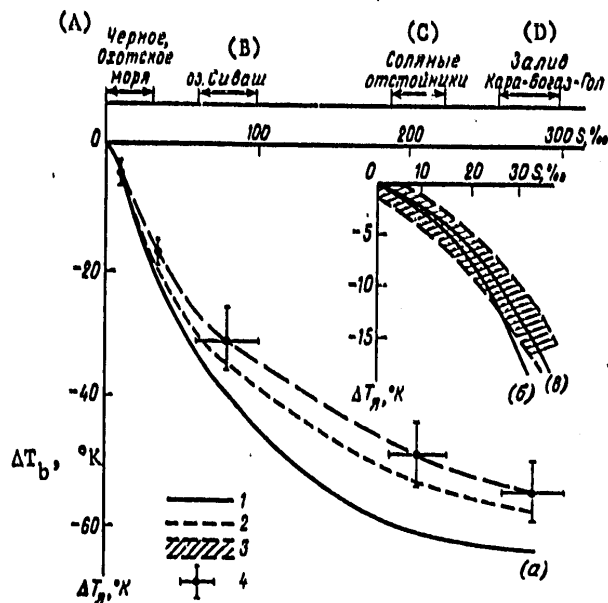 (A) (B) (C) (D)
Черное,
Охотское
моря
оз. Сиваш
Соляные
отстойники
Залив
Кара-Богаз-Гол
0 100 200 300 S,‰
0 10 20 30 S,‰
-5
-10
-15
ΔTя,°K
(б) (в)
-20
-40
ΔTb, °K
-60
ΔTя,°K
1
2
3
4
(а)